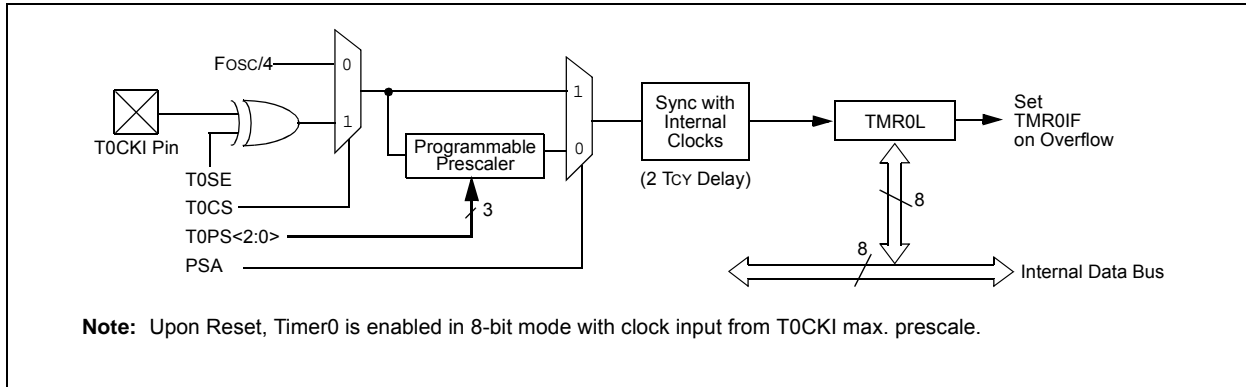 FOSC/4
0
1
T0CKI Pin
T0SE
T0CS
T0PS<2:0>
PSA
Programmable
Prescaler
3
1
0
Sync with
Internal
Clocks
(2 TCY Delay)
TMR0L
Set
TMR0IF
on Overflow
8
8
Internal Data Bus
Note: Upon Reset, Timer0 is enabled in 8-bit mode with clock input from T0CKI max. prescale.